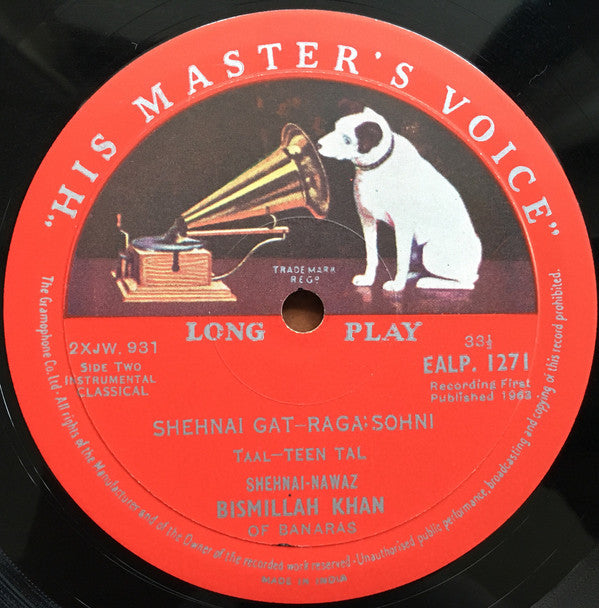 "HIS MASTER'S VOICE"
TRADE MARK
REGD
LONG PLAY
2XJW. 931
SIDE TWO
INSTRUMENTAL
CLASSICAL
33⅓
EALP. 1271
Recording First
Published 1963
SHEHNAI GAT–RAGA:SOHNI
TAAL–TEEN TAL
SHEHNAI-NAWAZ
BISMILLAH KHAN
OF BANARAS
The Gramophone Co. Ltd · All rights of the Manufacturer and of the Owner of the recorded work reserved · Unauthorised public performance, broadcasting and copying of this record prohibited.
MADE IN INDIA